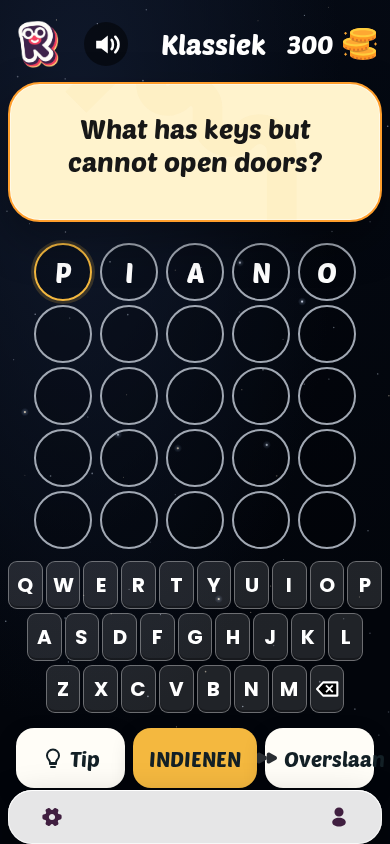 Klassiek 300
What has keys but
cannot open doors?
P I A N O
Q W E R T Y U I O P
A S D F G H J K L
Z X C V B N M
Tip INDIENEN Overslaan